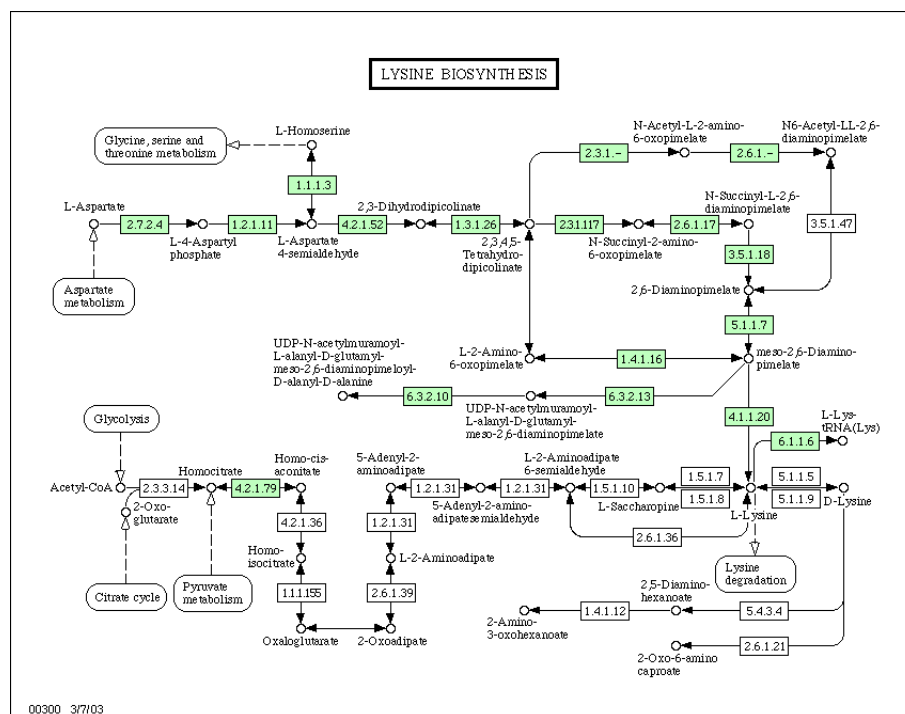 LYSINE BIOSYNTHESIS
Glycine, serine and
threonine metabolism
L-Homoserine
N-Acetyl-L-2-amino-
6-oxopimelate
N6-Acetyl-LL-2,6-
diaminopimelate
2.3.1.-
2.6.1.-
1.1.1.3
L-Aspartate
2,3-Dihydrodipicolinate
N-Succinyl-L-2,6-
diaminopimelate
2.7.2.4
1.2.1.11
4.2.1.52
1.3.1.26
2.3.1.117
2.6.1.17
3.5.1.47
L-4-Aspartyl
phosphate
L-Aspartate
4-semialdehyde
2,3,4,5-
Tetrahydro-
dipicolinate
N-Succinyl-2-amino-
6-oxopimelate
3.5.1.18
Aspartate
metabolism
2,6-Diaminopimelate
5.1.1.7
UDP-N-acetylmuramoyl-
L-alanyl-D-glutamyl-
meso-2,6-diaminopimeloyl-
D-alanyl-D-alanine
L-2-Amino-
6-oxopimelate
1.4.1.16
meso-2,6-Diamino-
pimelate
6.3.2.10
6.3.2.13
UDP-N-acetylmuramoyl-
L-alanyl-D-glutamyl-
meso-2,6-diaminopimelate
4.1.1.20
L-Lys-
tRNA(Lys)
6.1.1.6
Glycolysis
Homocitrate
Homo-cis-
aconitate
5-Adenyl-2-
aminoadipate
L-2-Aminoadipate
6-semialdehyde
Acetyl-CoA
2.3.3.14
4.2.1.79
1.2.1.31
1.2.1.31
1.5.1.10
1.5.1.7
1.5.1.8
5.1.1.5
5.1.1.9
2-Oxo-
glutarate
5-Adenyl-2-amino-
adipatesemialdehyde
L-Saccharopine
L-Lysine
D-Lysine
4.2.1.36
1.2.1.31
2.6.1.36
Homo-
isocitrate
L-2-Aminoadipate
Lysine
degradation
Citrate cycle
Pyruvate
metabolism
1.1.1.155
2.6.1.39
2,5-Diamino-
hexanoate
1.4.1.12
5.4.3.4
2-Amino-
3-oxohexanoate
Oxaloglutarate
2-Oxoadipate
2.6.1.21
2-Oxo-6-amino
caproate
00300 3/7/03